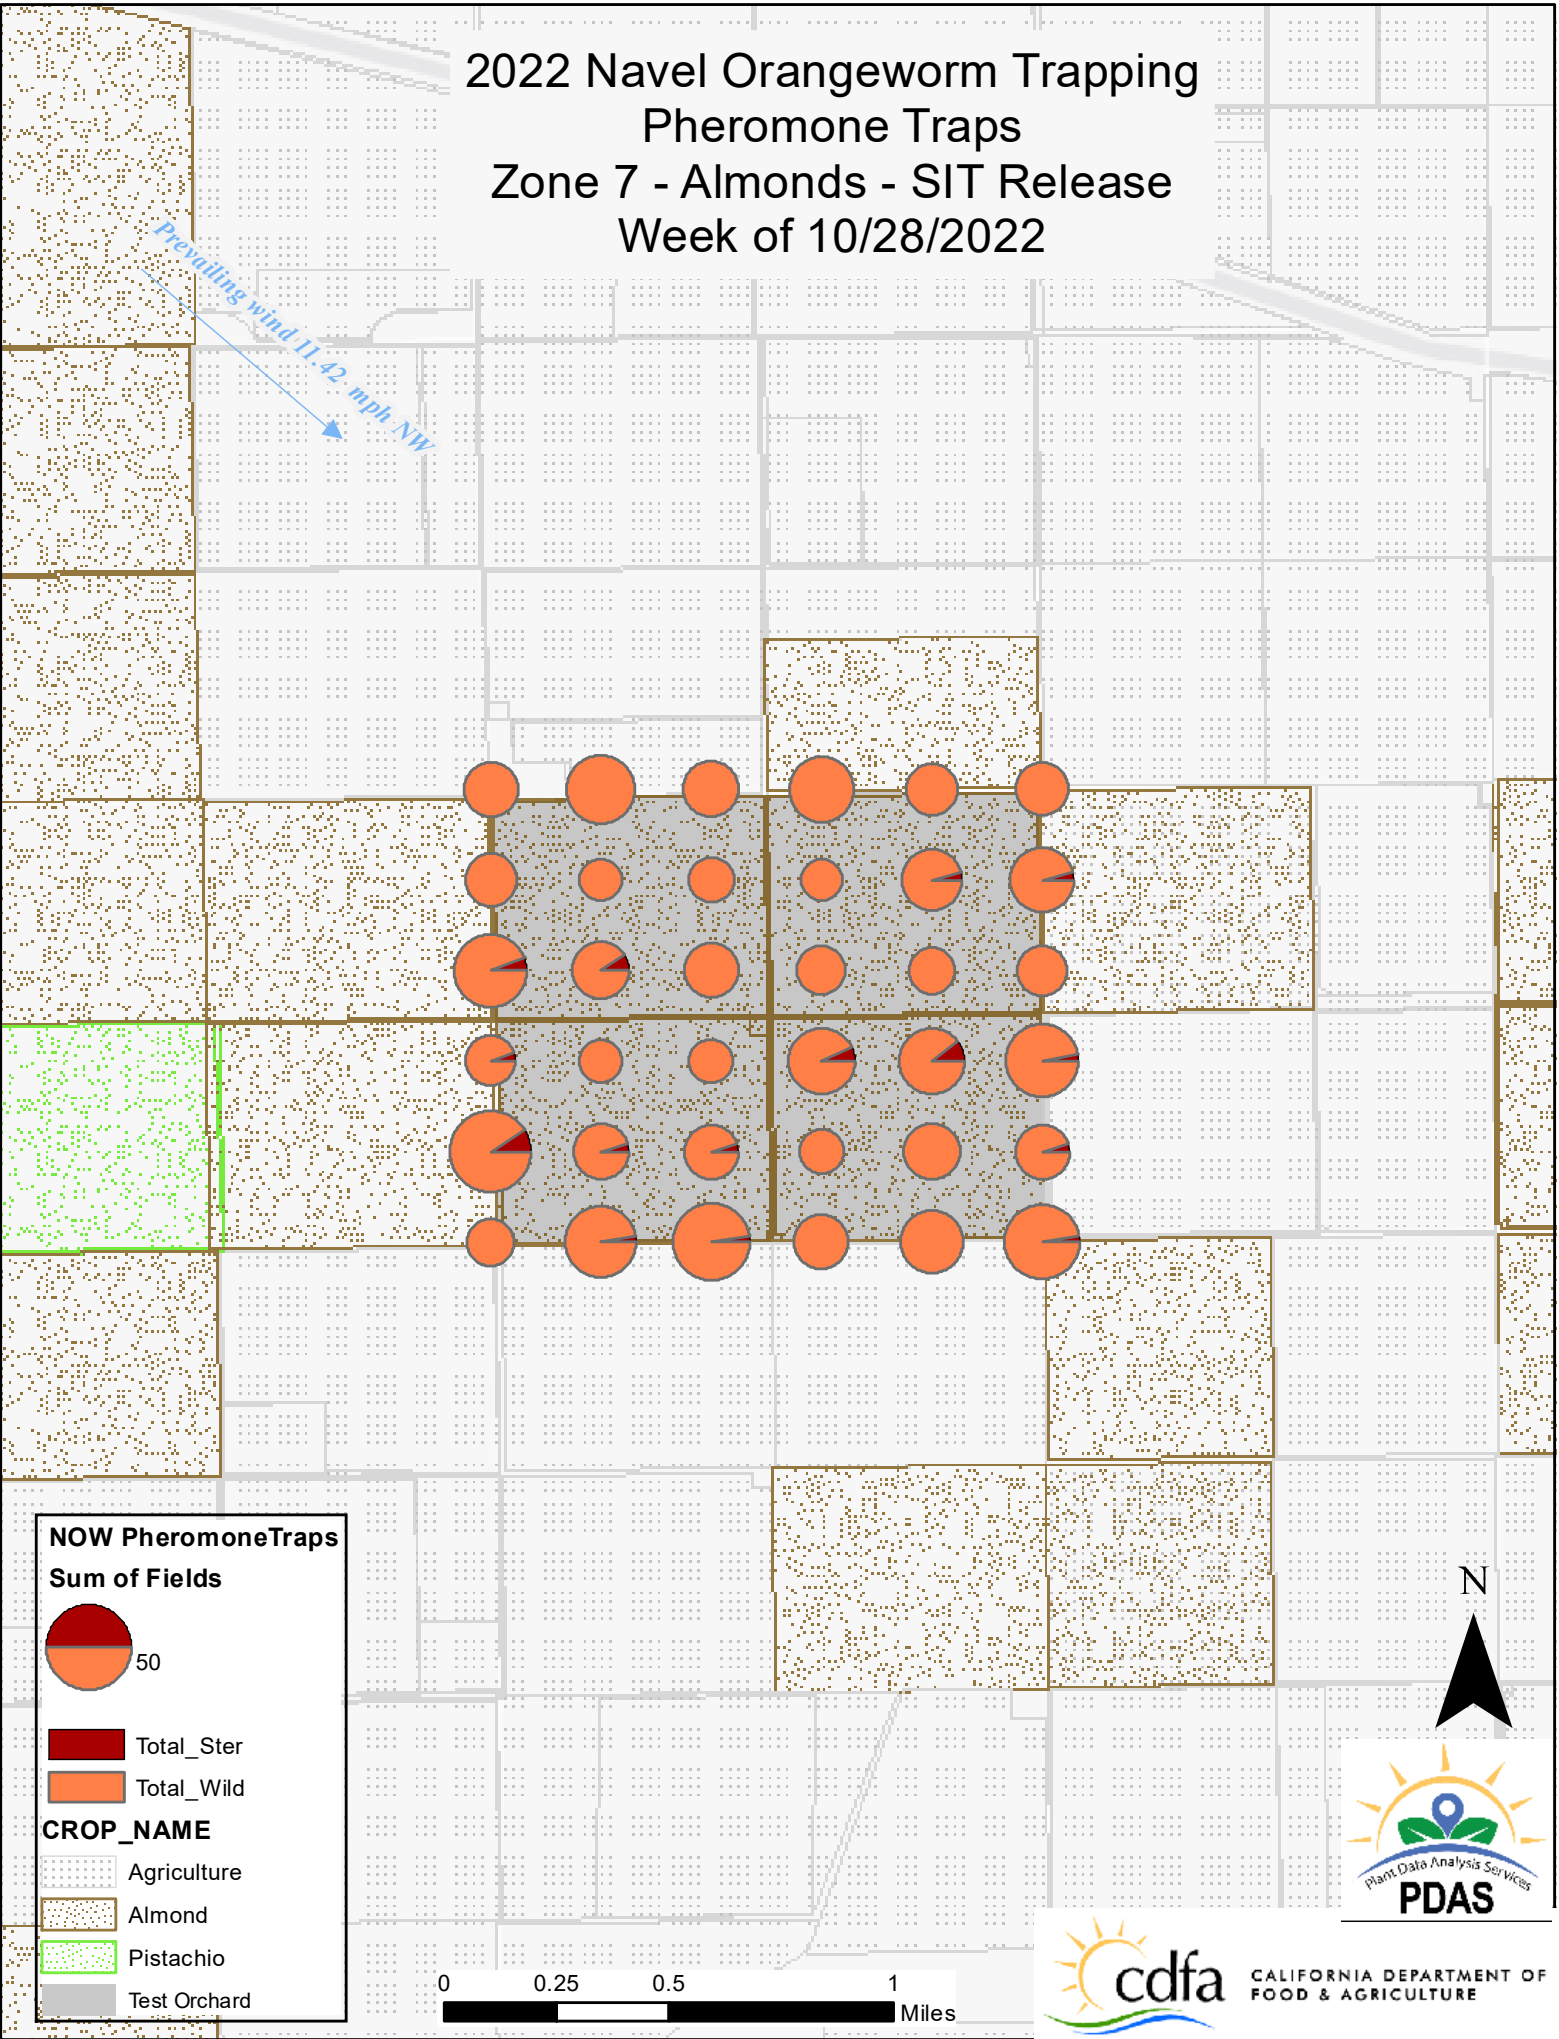 2022 Navel Orangeworm Trapping
Pheromone Traps
Zone 7 - Almonds - SIT Release
Week of 10/28/2022
Prevailing wind 11.42 mph NW
NOW PheromoneTraps
Sum of Fields
50
Total_Ster
Total_Wild
CROP_NAME
Agriculture
Almond
Pistachio
Test Orchard
0 0.25 0.5 1
Miles
N
Plant Data Analysis Services
PDAS
cdfa
CALIFORNIA DEPARTMENT OF
FOOD & AGRICULTURE